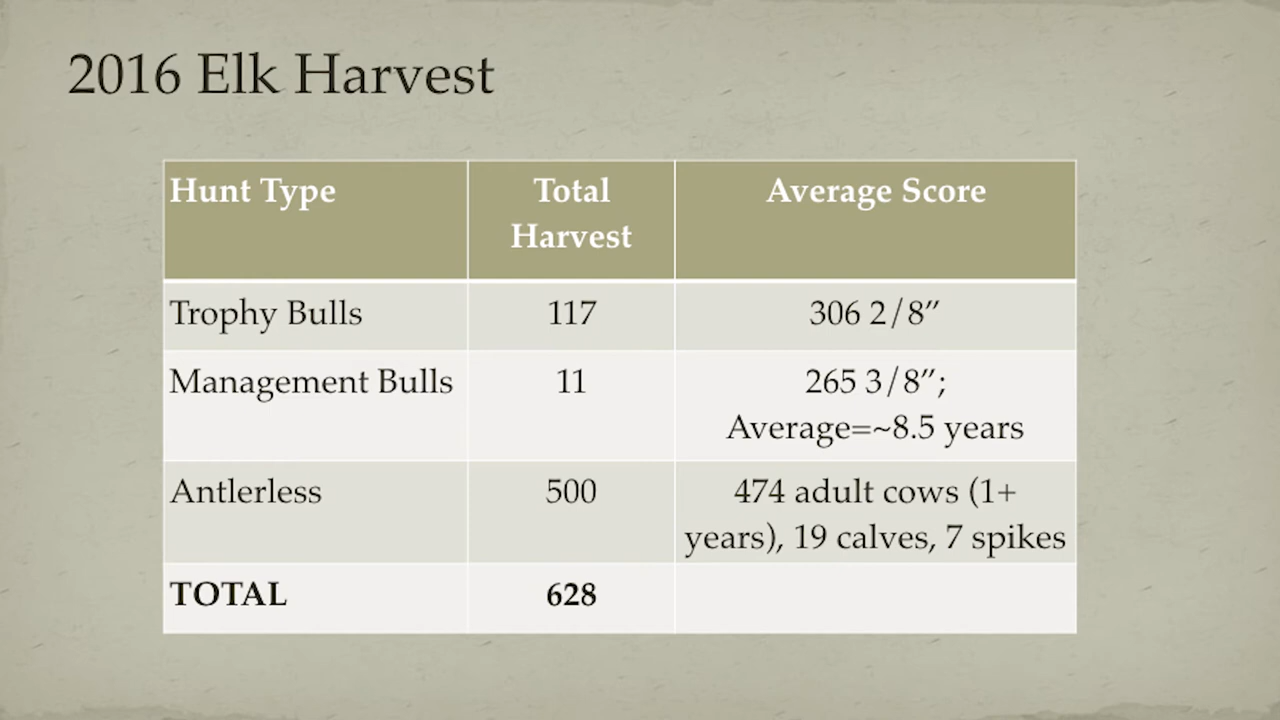 2016 Elk Harvest
Hunt Type
Total
Harvest
Average Score
Trophy Bulls
117
306 2/8”
Management Bulls
11
265 3/8”;
Average=~8.5 years
Antlerless
500
474 adult cows (1+
years), 19 calves, 7 spikes
TOTAL
628